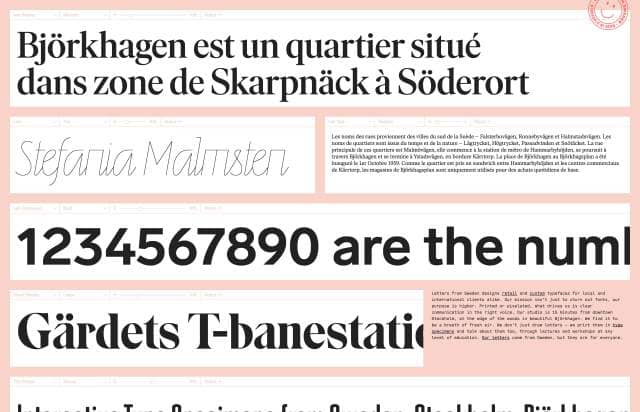 Björkhagen est un quartier situé
dans zone de Skarpnäck à Söderort
Stefania Malmsten
Les noms des rues proviennent des villes du sud de la Suède – Falsterbovägen, Ronnebyvägen et Halmstadsvägen. Les
noms de quartiers sont issus du temps et de la nature – Lågtrycket, Högtrycket, Passadvinden et Snötäcket. La rue
principale de ces quartiers est Malmövägen, elle commence à la station de métro de Hammarbyhöjden, se poursuit à
travers Björkhagen et se termine à Ystadsvägen, en bordure Kärrtorp. La place de Björkhagen au Björkhagsplan a été
inauguré le 1er Octobre 1959. Comme le quartier est pris en sandwich entre Hammarbyhöjden et les centres commerciaux
de Kärrtorp, les magasins de Björkhagsplan sont uniquement utilisés pour des achats quotidiens de base.
1234567890 are the numb
Gärdets T-banestatio
Letters from Sweden designs retail and custom typefaces for local and
international clients alike. Our mission isn't just to churn out fonts, our
purpose is higher. Printed or pixelated, what drives us is clear
communication in the right voice. Our studio is 15 minutes from downtown
Stockholm, at the edge of the woods in beautiful Björkhagen. We find it to
be a breath of fresh air. We don't just draw letters – we print them in type
specimens and talk about them too, through lectures and workshops at any
level of education. Our letters come from Sweden, but they are for everyone.
Interactive Type Specimens from Sweden, Stockholm, Björkhagen